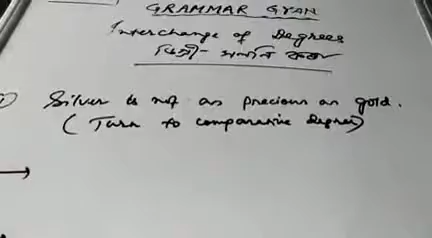 GRAMMAR GYAN
Interchange of Degrees
ডিগ্ৰী-
Silver is not as precious as gold.
(Turn to comparative degree)